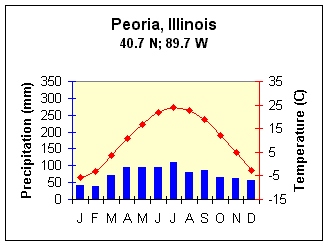 Peoria, Illinois
40.7 N; 89.7 W
Precipitation (mm)
350
300
250
200
150
100
50
0
35
25
15
5
-5
-15
Temperature (C)
J F M A M J J A S O N D